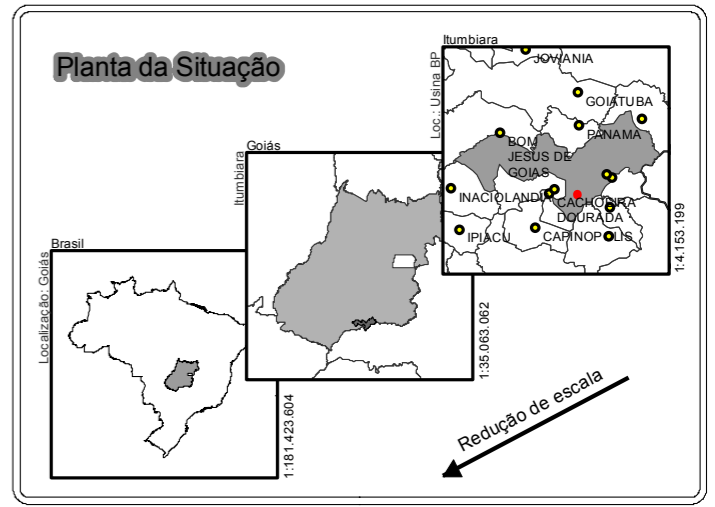 Planta da Situação
Itumbiara
Loc.: Usina BP
JOVIANIA
GOIATUBA
PANAMA
BOM
JESUS DE
GOIAS
INACIOLANDIA
CACHOEIRA
DOURADA
IPIACU
CAPINOPOLIS
1:4.153.199
Goiás
Itumbiara
1:35.063.062
Brasil
Localização: Goiás
1:181.423.604
Redução de escala